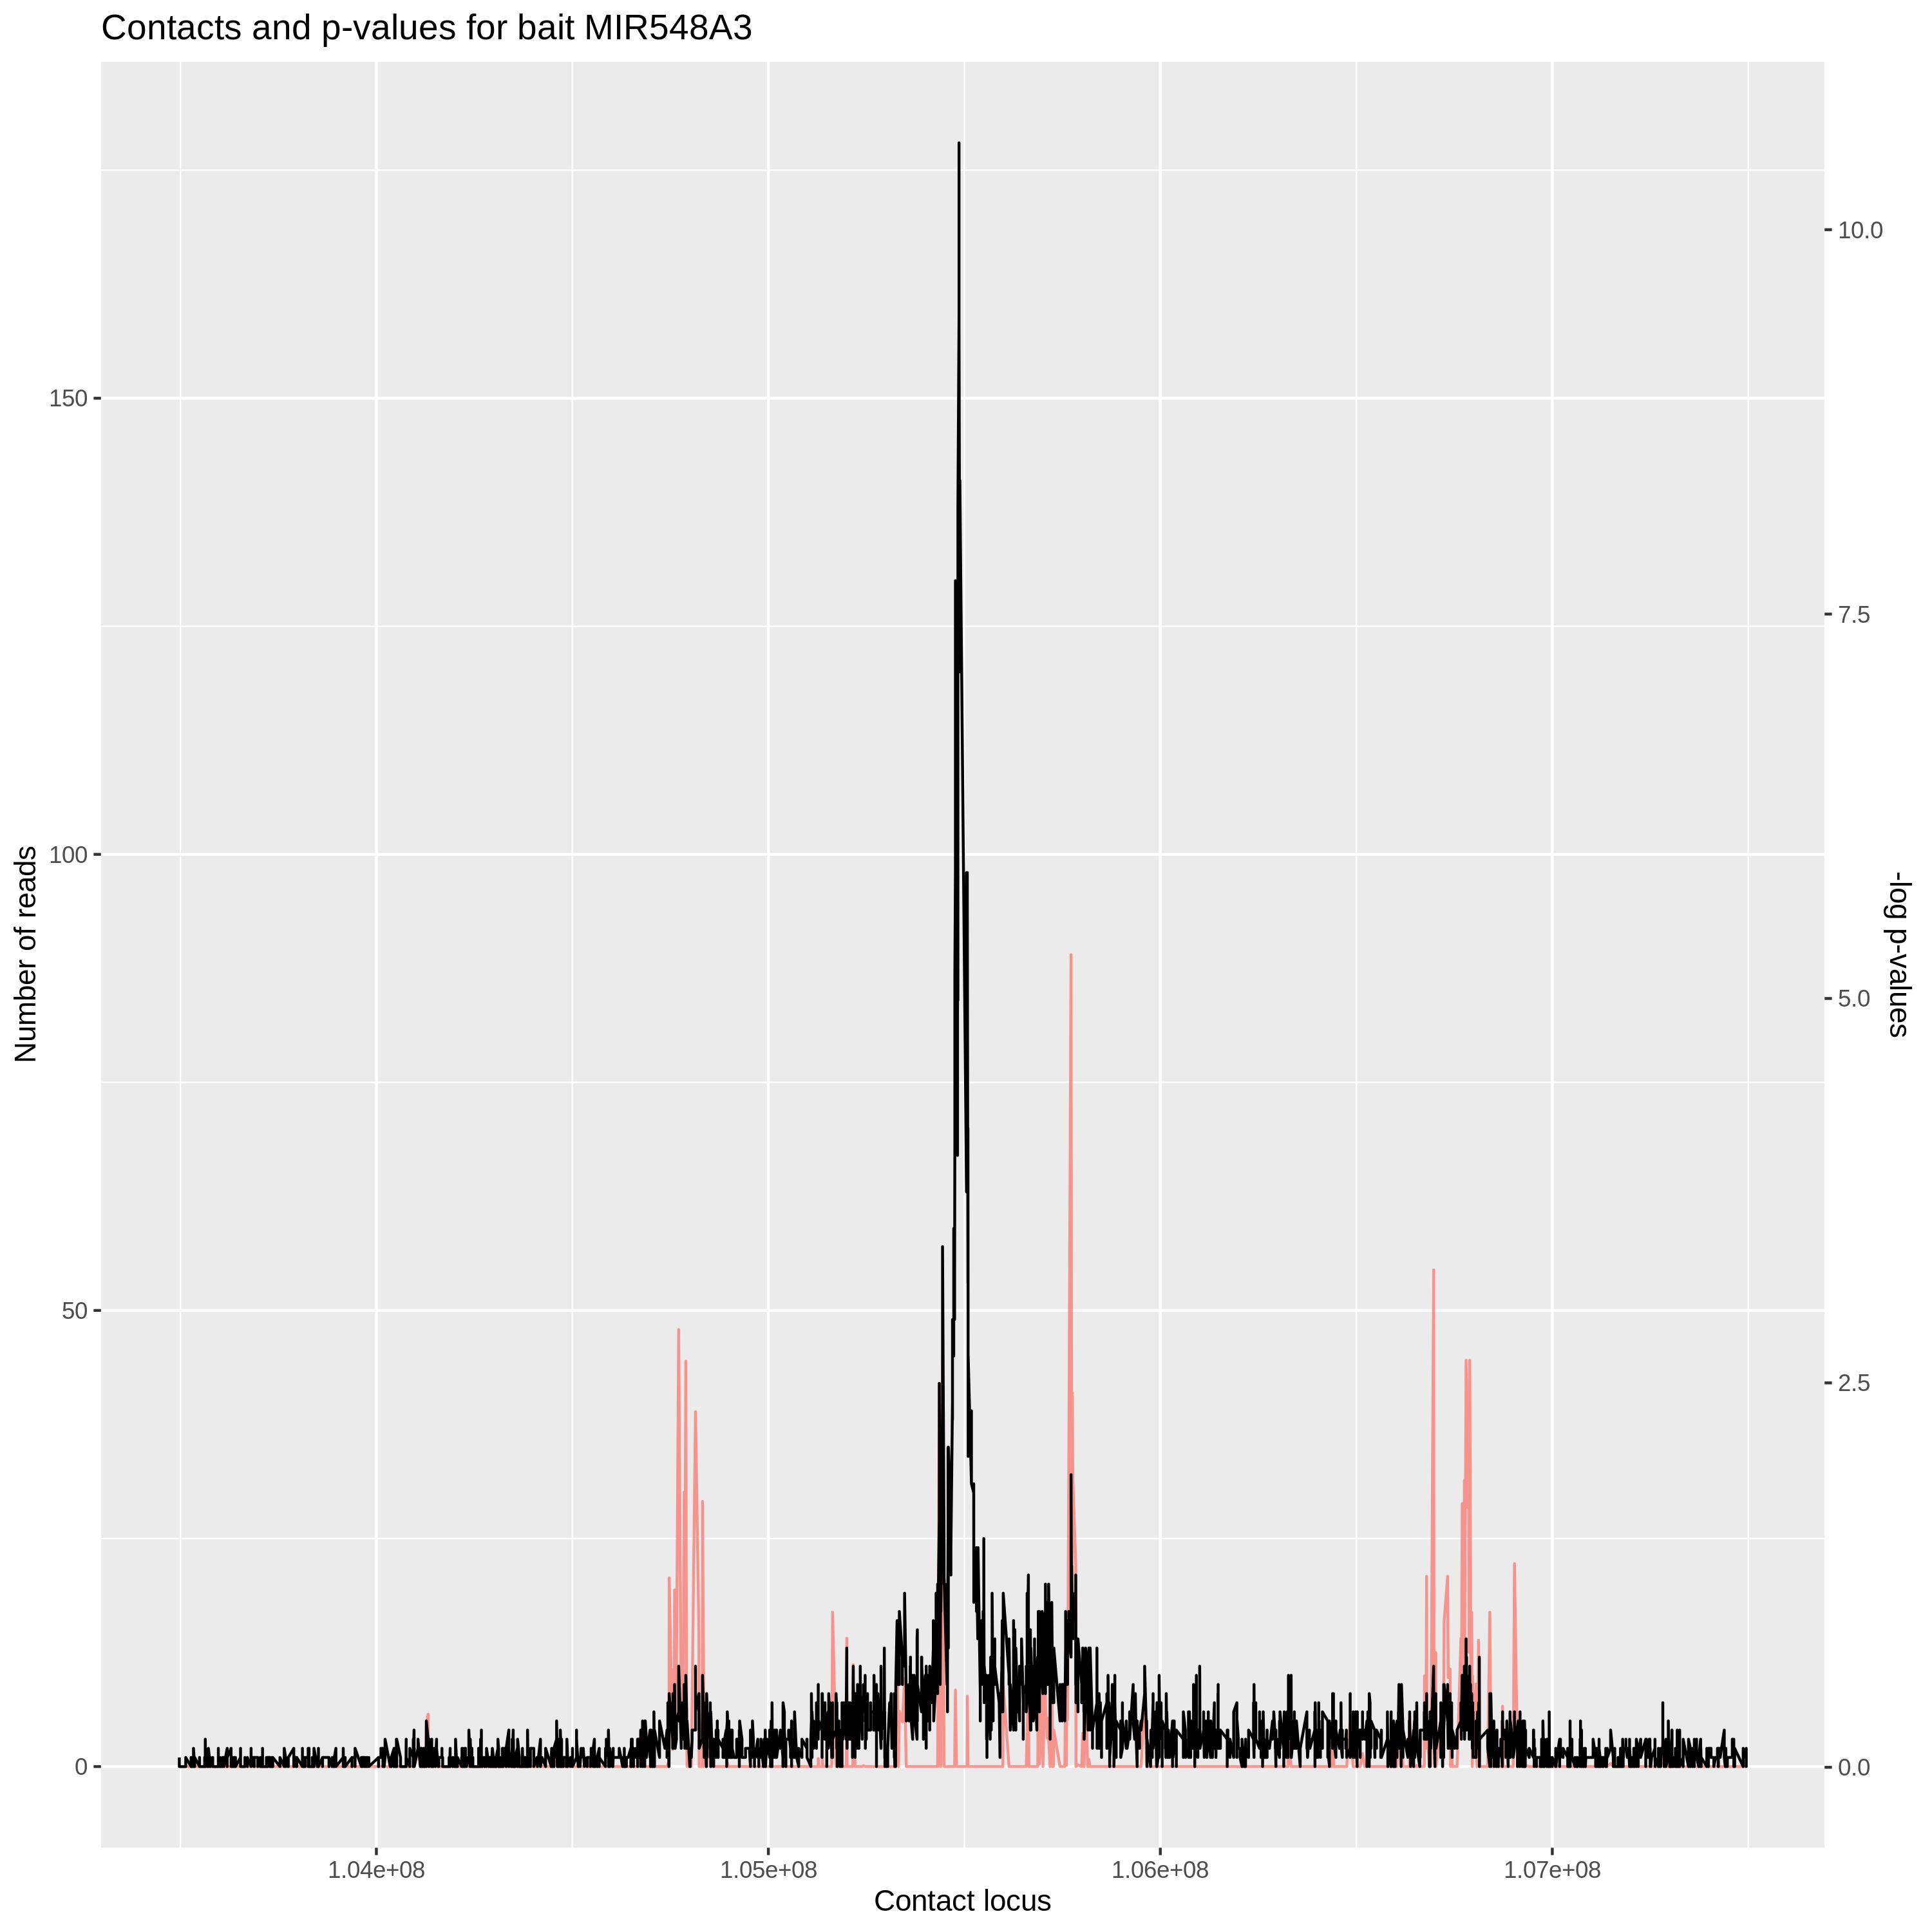 Contacts and p-values for bait MIR548A3
Number of reads
150
100
50
0
10.0
7.5
5.0
2.5
0.0
-log p-values
1.04e+08 1.05e+08 1.06e+08 1.07e+08
Contact locus